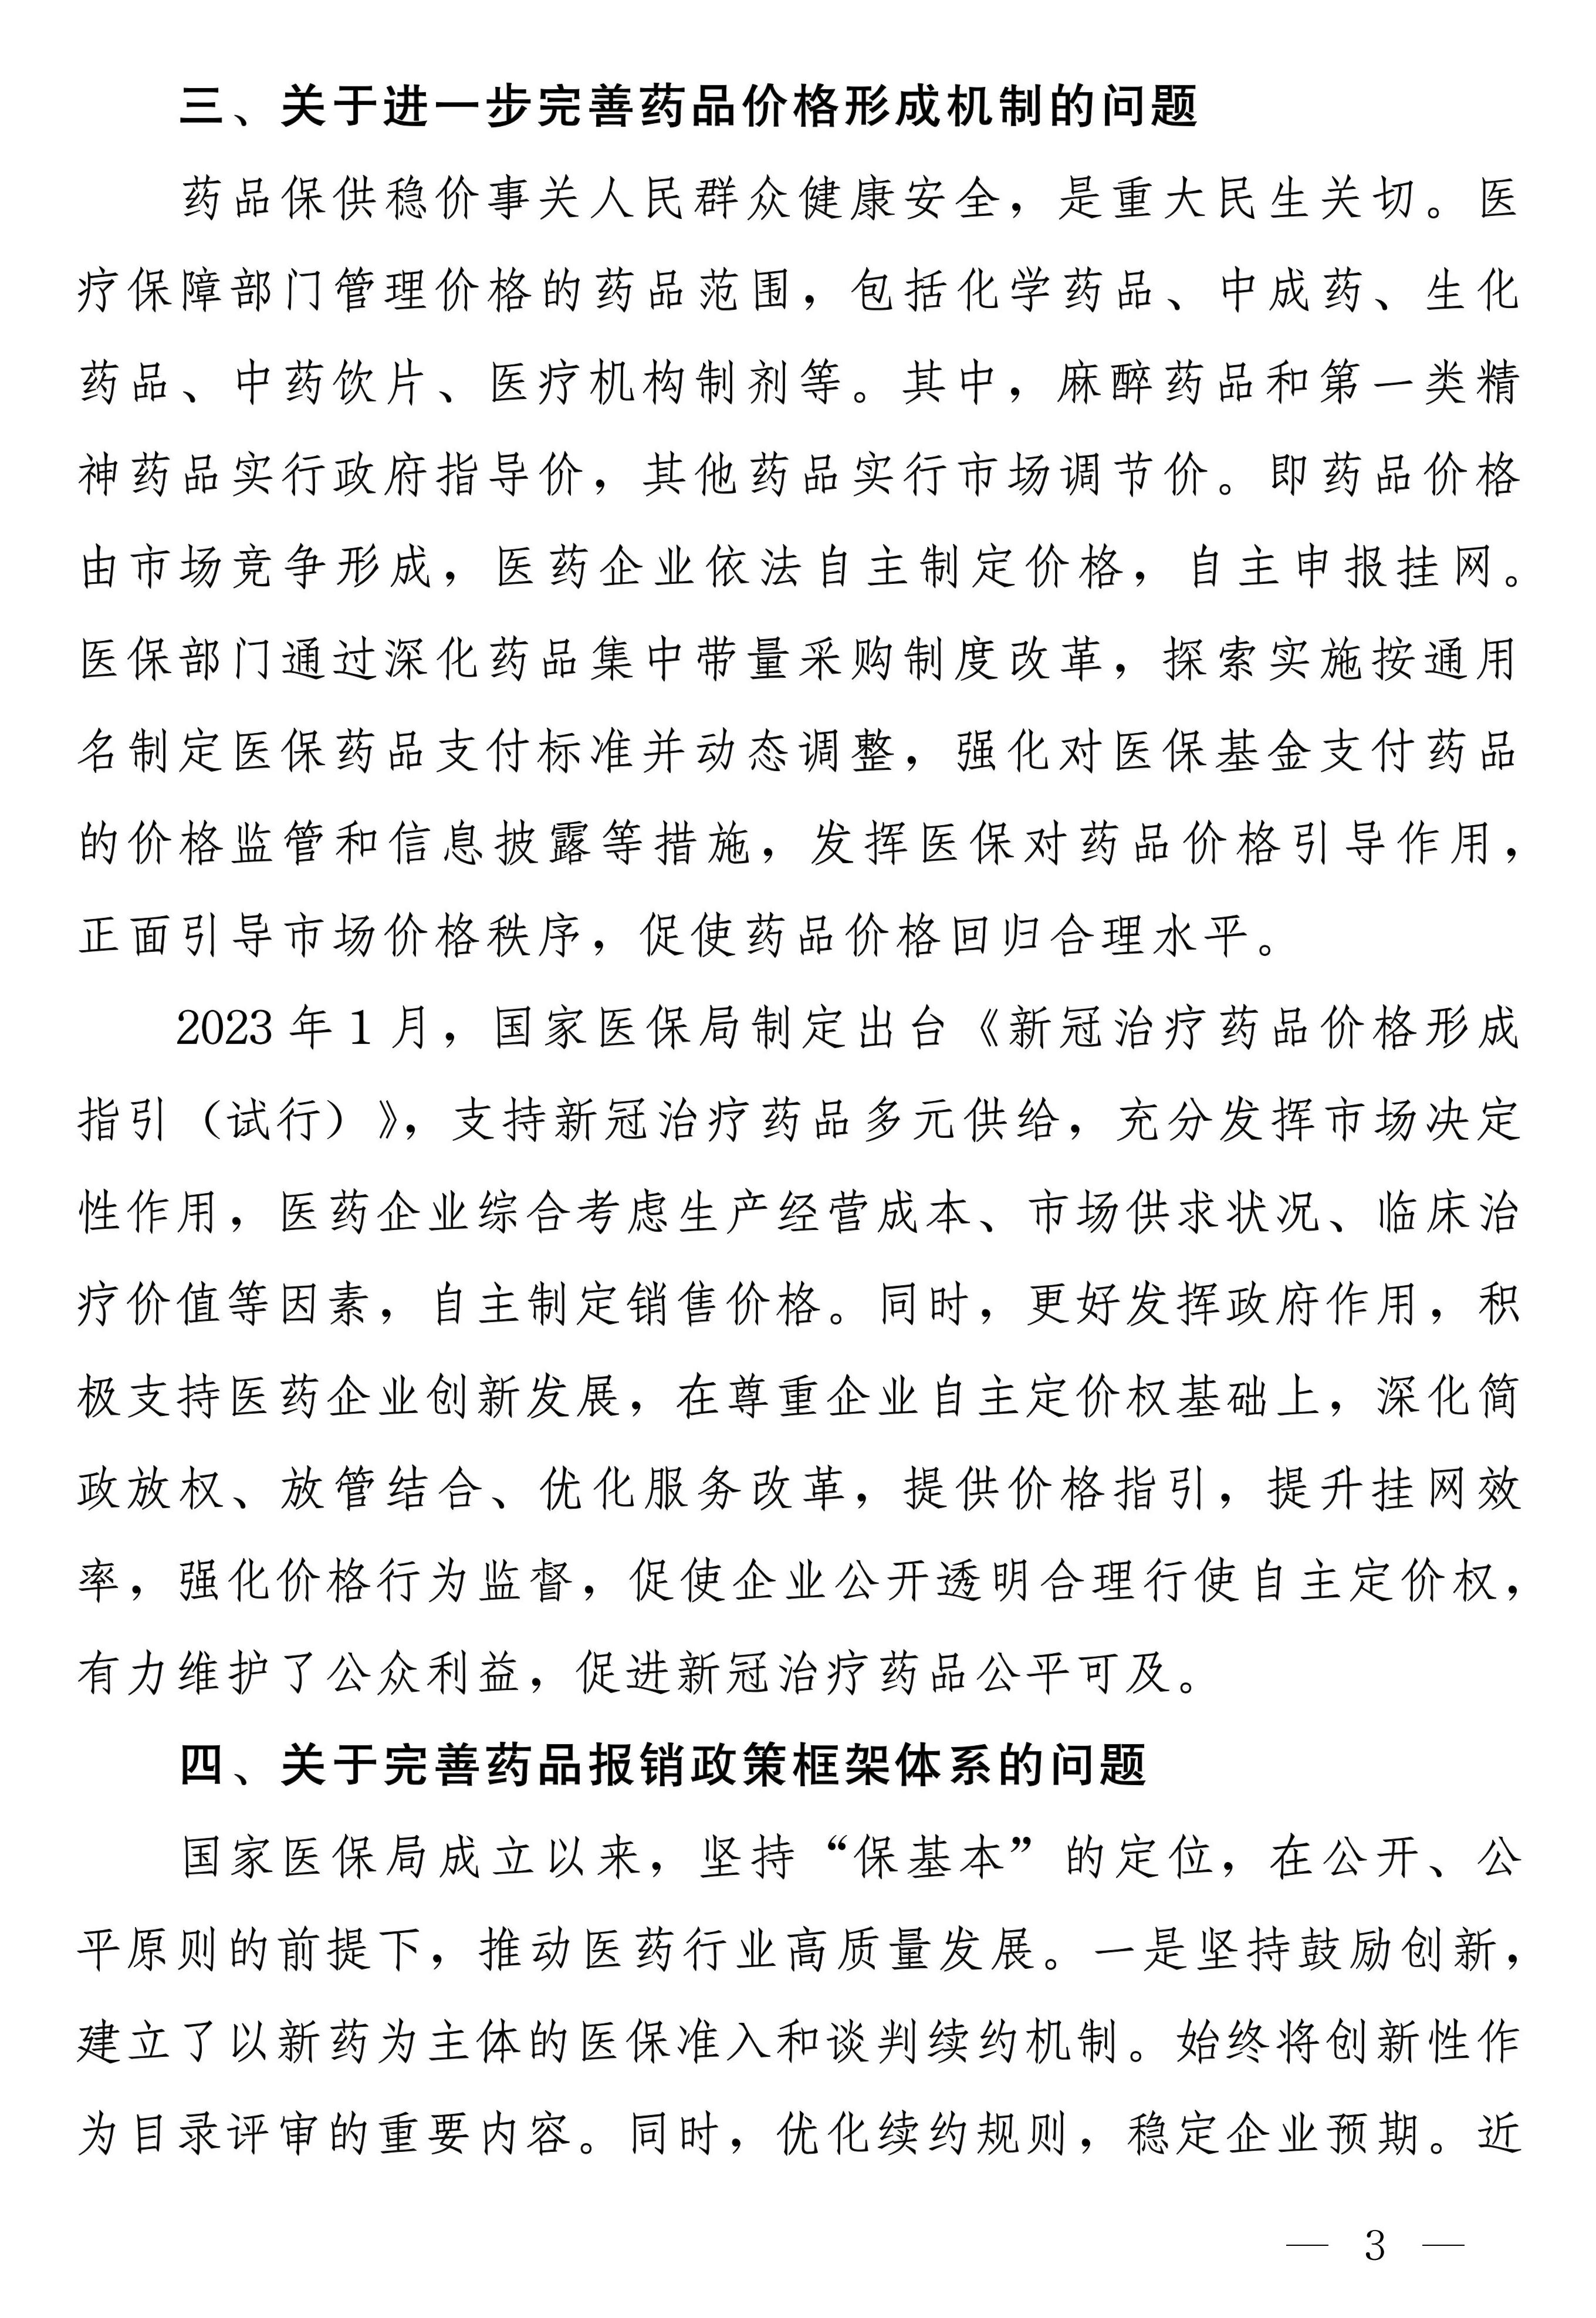 三、关于进一步完善药品价格形成机制的问题
药品保供稳价事关人民群众健康安全，是重大民生关切。医
疗保障部门管理价格的药品范围，包括化学药品、中成药、生化
药品、中药饮片、医疗机构制剂等。其中，麻醉药品和第一类精
神药品实行政府指导价，其他药品实行市场调节价。即药品价格
由市场竞争形成，医药企业依法自主制定价格，自主申报挂网。
医保部门通过深化药品集中带量采购制度改革，探索实施按通用
名制定医保药品支付标准并动态调整，强化对医保基金支付药品
的价格监管和信息披露等措施，发挥医保对药品价格引导作用，
正面引导市场价格秩序，促使药品价格回归合理水平。
2023 年 1 月，国家医保局制定出台《新冠治疗药品价格形成
指引（试行）》，支持新冠治疗药品多元供给，充分发挥市场决定
性作用，医药企业综合考虑生产经营成本、市场供求状况、临床治
疗价值等因素，自主制定销售价格。同时，更好发挥政府作用，积
极支持医药企业创新发展，在尊重企业自主定价权基础上，深化简
政放权、放管结合、优化服务改革，提供价格指引，提升挂网效
率，强化价格行为监督，促使企业公开透明合理行使自主定价权，
有力维护了公众利益，促进新冠治疗药品公平可及。
四、关于完善药品报销政策框架体系的问题
国家医保局成立以来，坚持“保基本”的定位，在公开、公
平原则的前提下，推动医药行业高质量发展。一是坚持鼓励创新，
建立了以新药为主体的医保准入和谈判续约机制。始终将创新性作
为目录评审的重要内容。同时，优化续约规则，稳定企业预期。近
— 3 —